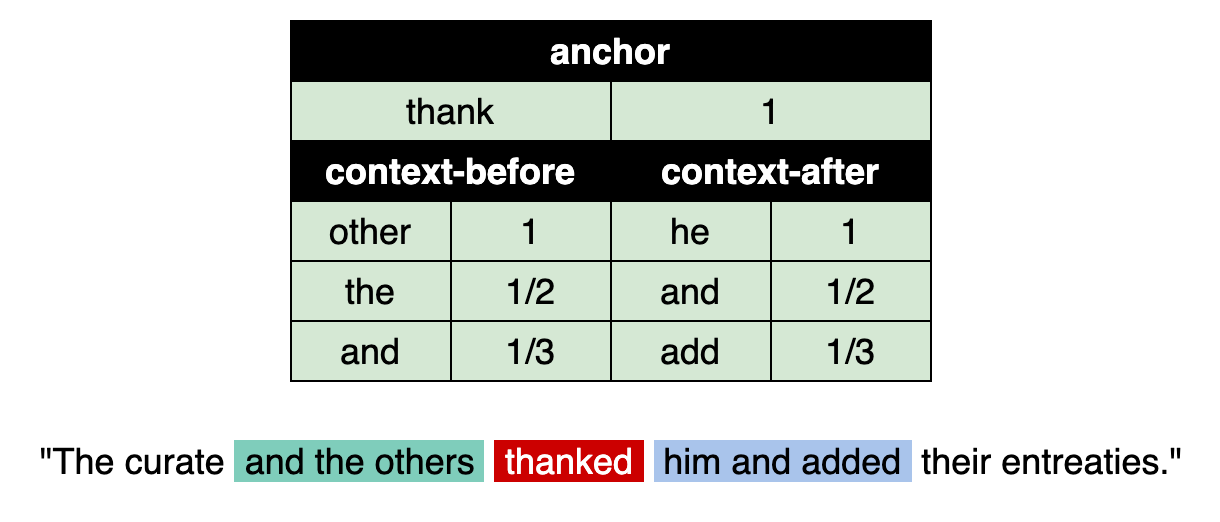 anchor
thank 1
context-before context-after
other 1 he 1
the 1/2 and 1/2
and 1/3 add 1/3
"The curate and the others thanked him and added their entreaties."